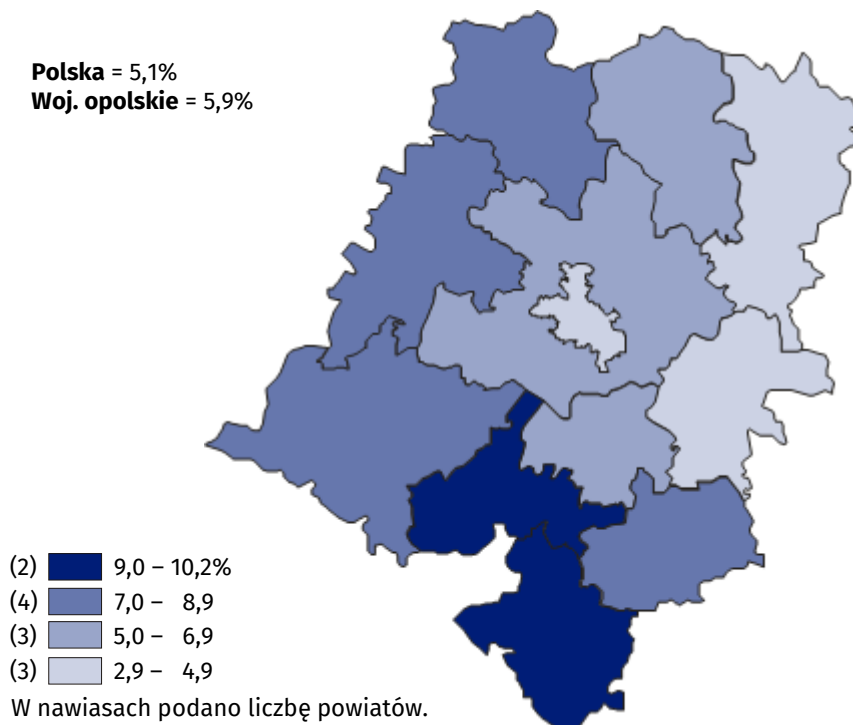 Polska = 5,1%
Woj. opolskie = 5,9%
(2) 9,0 – 10,2%
(4) 7,0 – 8,9
(3) 5,0 – 6,9
(3) 2,9 – 4,9
W nawiasach podano liczbę powiatów.